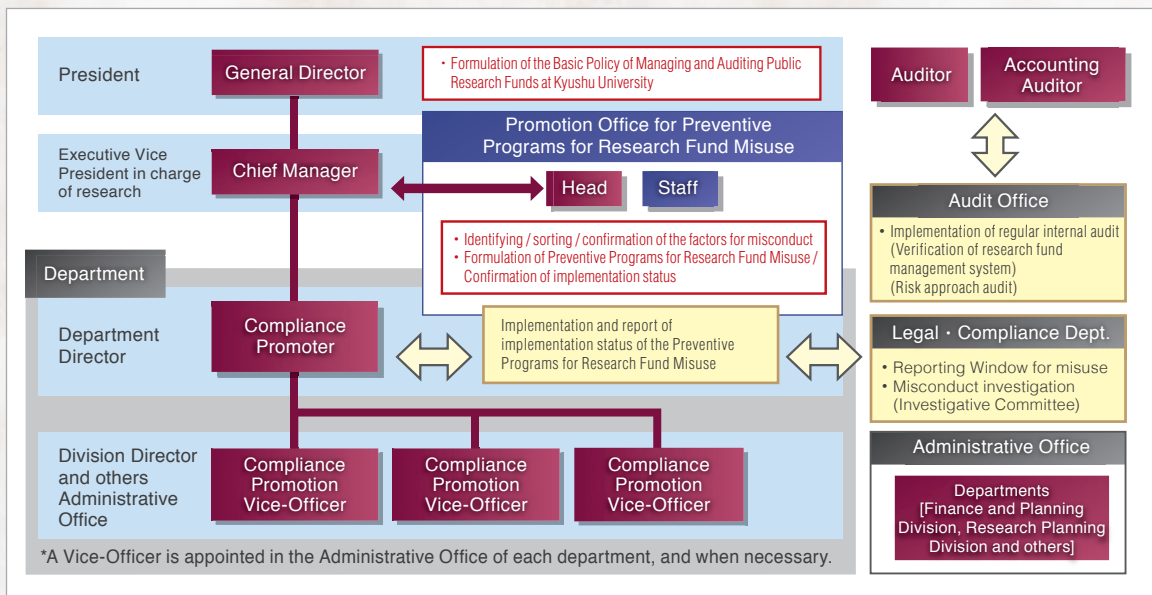 President
General Director
• Formulation of the Basic Policy of Managing and Auditing Public
Research Funds at Kyushu University
Executive Vice
President in charge
of research
Chief Manager
Promotion Office for Preventive
Programs for Research Fund Misuse
Head
Staff
• Identifying / sorting / confirmation of the factors for misconduct
• Formulation of Preventive Programs for Research Fund Misuse /
Confirmation of implementation status
Department
Department
Director
Compliance
Promoter
Implementation and report of
implementation status of the Preventive
Programs for Research Fund Misuse
Division Director
and others
Administrative
Office
Compliance
Promotion
Vice-Officer
Compliance
Promotion
Vice-Officer
Compliance
Promotion
Vice-Officer
*A Vice-Officer is appointed in the Administrative Office of each department, and when necessary.
Auditor
Accounting
Auditor
Audit Office
• Implementation of regular internal audit
(Verification of research fund
management system)
(Risk approach audit)
Legal・Compliance Dept.
• Reporting Window for misuse
• Misconduct investigation
(Investigative Committee)
Administrative Office
Departments
[Finance and Planning
Division, Research Planning
Division and others]